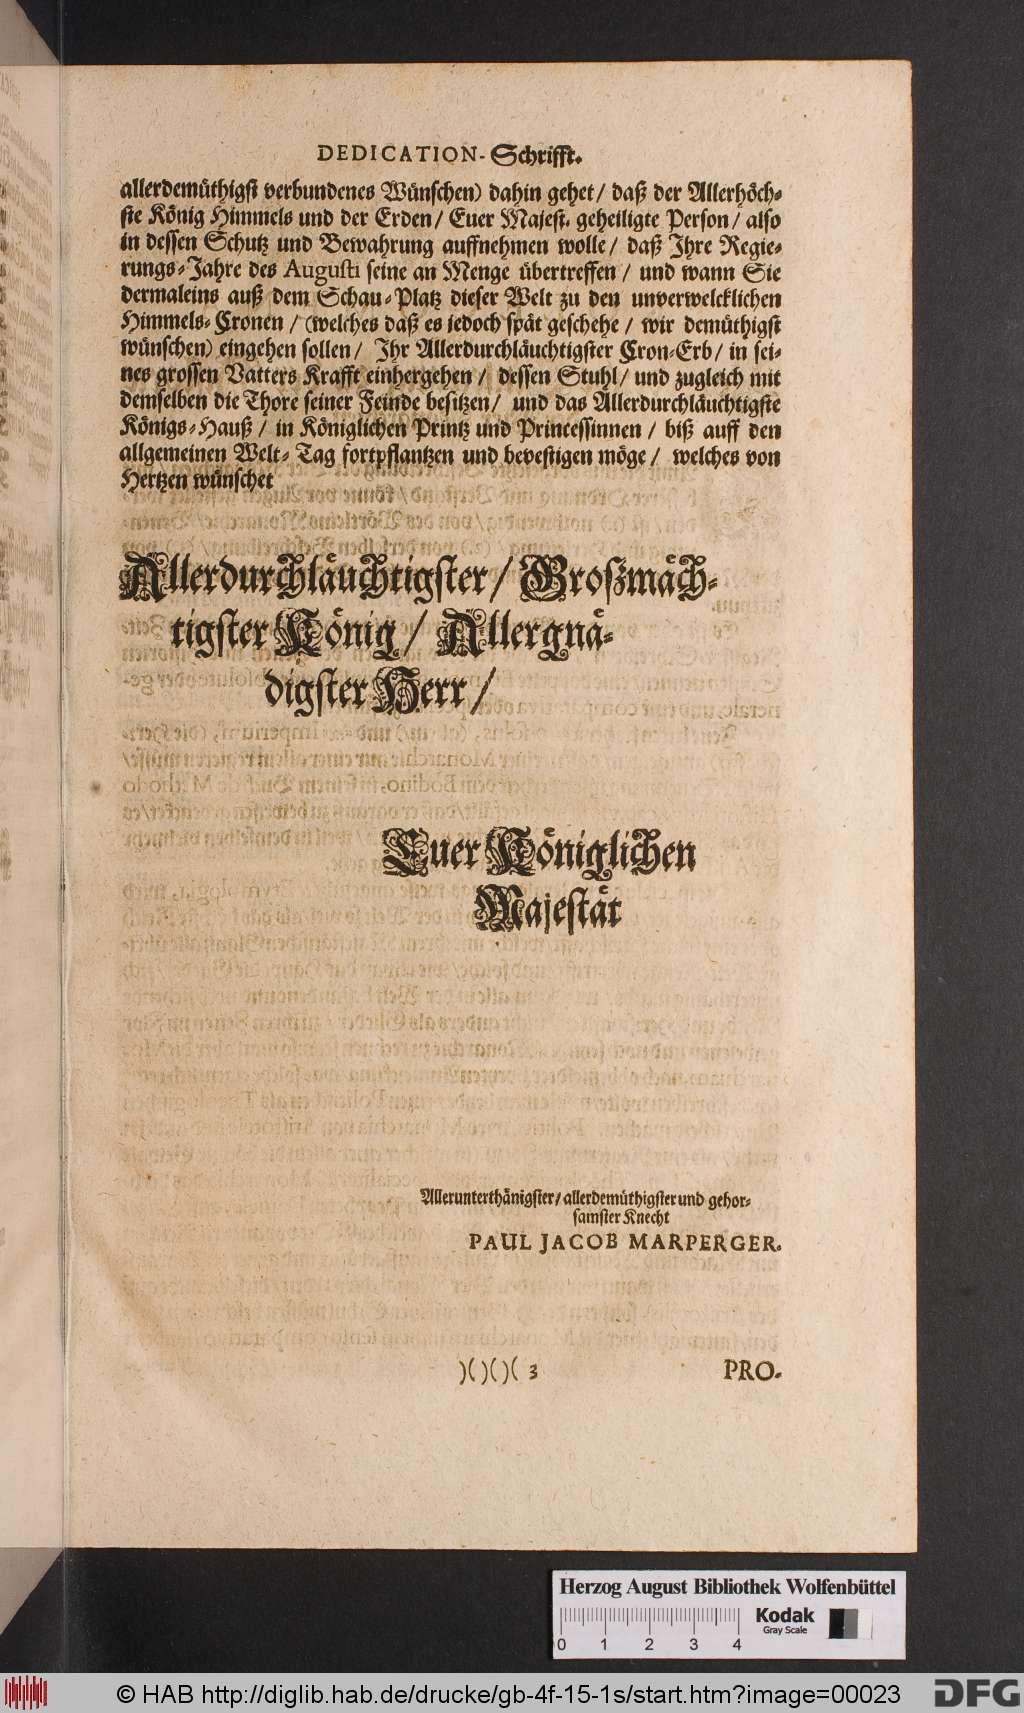 DEDICATION-Schrifft.
allerdemüthigst verbundenes Wünschen) dahin gehet / daß der Allerhöch-
ste König Himmels und der Erden / Euer Majest. geheiligte Person / also
in dessen Schutz und Bewahrung auffnehmen wolle / daß Ihre Regie-
rungs-Jahre des Augusti seine an Menge übertreffen / und wann Sie
dermaleins auß dem Schau-Platz dieser Welt zu den unverwelcklichen
Himmels-Cronen / (welches daß es jedoch spät geschehe / wir demüthigst
wünschen) eingehen sollen / Ihr Allerdurchläuchtigster Cron-Erb / in sei-
nes grossen Vatters Krafft einhergehen / dessen Stuhl / und zugleich mit
demselben die Thore seiner Feinde besitzen / und das Allerdurchläuchtigste
Königs-Hauß / in Königlichen Printz und Princessinnen / biß auff den
allgemeinen Welt-Tag fortpflantzen und bevestigen möge / welches von
Hertzen wünschet
Allerdurchläuchtigster / Großmäch-
tigster König / Allergnä-
digster Herr /
Euer Königlichen
Majestät
Allerunterthänigster / allerdemüthigster und gehor-
samster Knecht
PAUL JACOB MARPERGER.
)( )( )( 3
PRO-
Herzog August Bibliothek Wolfenbüttel
Kodak
Gray Scale
0 1 2 3 4
© HAB http://diglib.hab.de/drucke/gb-4f-15-1s/start.htm?image=00023
DFG